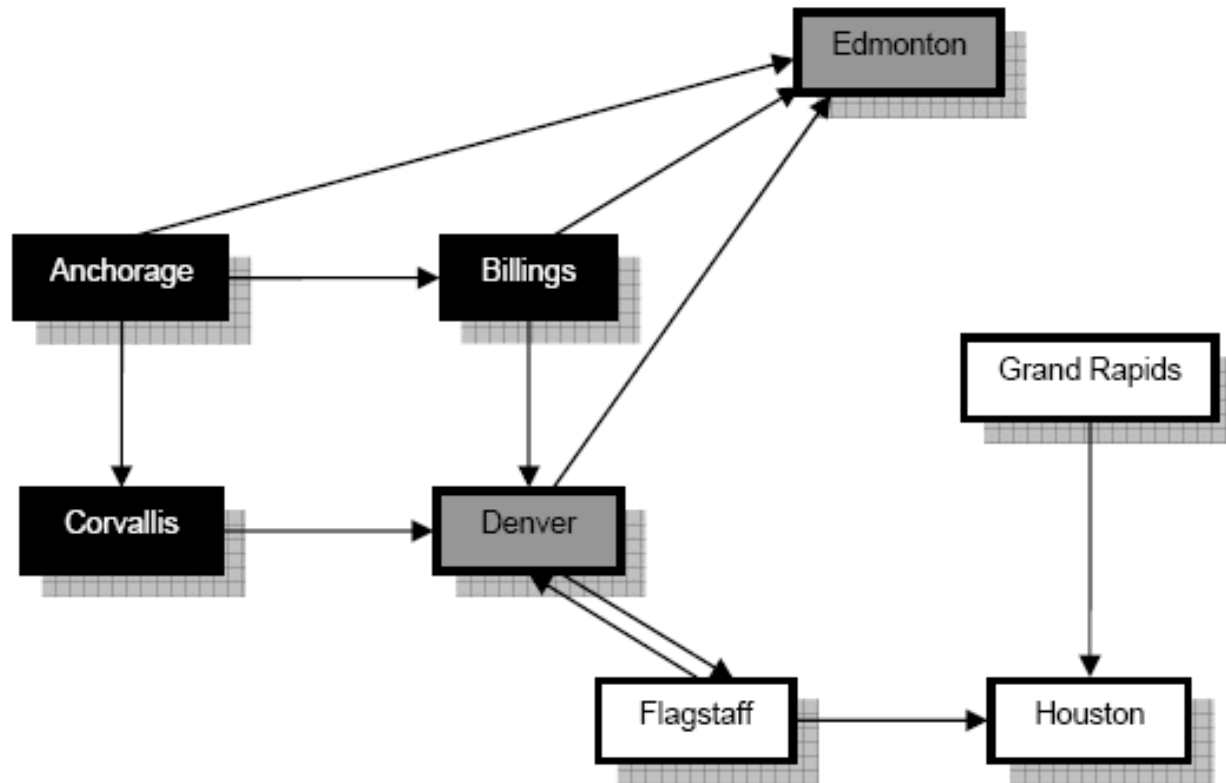 Edmonton
Anchorage
Billings
Grand Rapids
Corvallis
Denver
Flagstaff
Houston